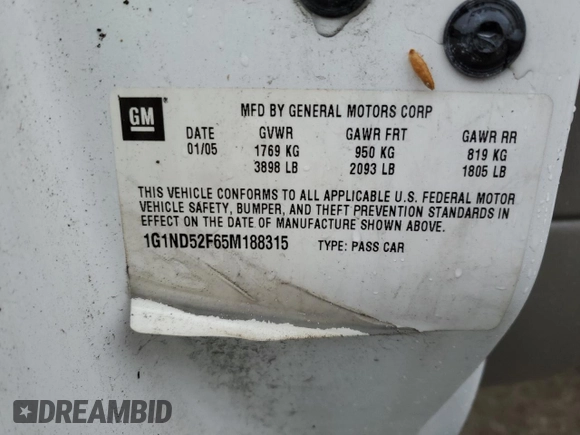 GM
MFD BY GENERAL MOTORS CORP
DATE GVWR GAWR FRT GAWR RR
01/05 1769 KG 950 KG 819 KG
3898 LB 2093 LB 1805 LB
THIS VEHICLE CONFORMS TO ALL APPLICABLE U.S. FEDERAL MOTOR
VEHICLE SAFETY, BUMPER, AND THEFT PREVENTION STANDARDS IN
EFFECT ON THE DATE OF MANUFACTURE SHOWN ABOVE.
1G1ND52F65M188315 TYPE: PASS CAR
DREAMBID